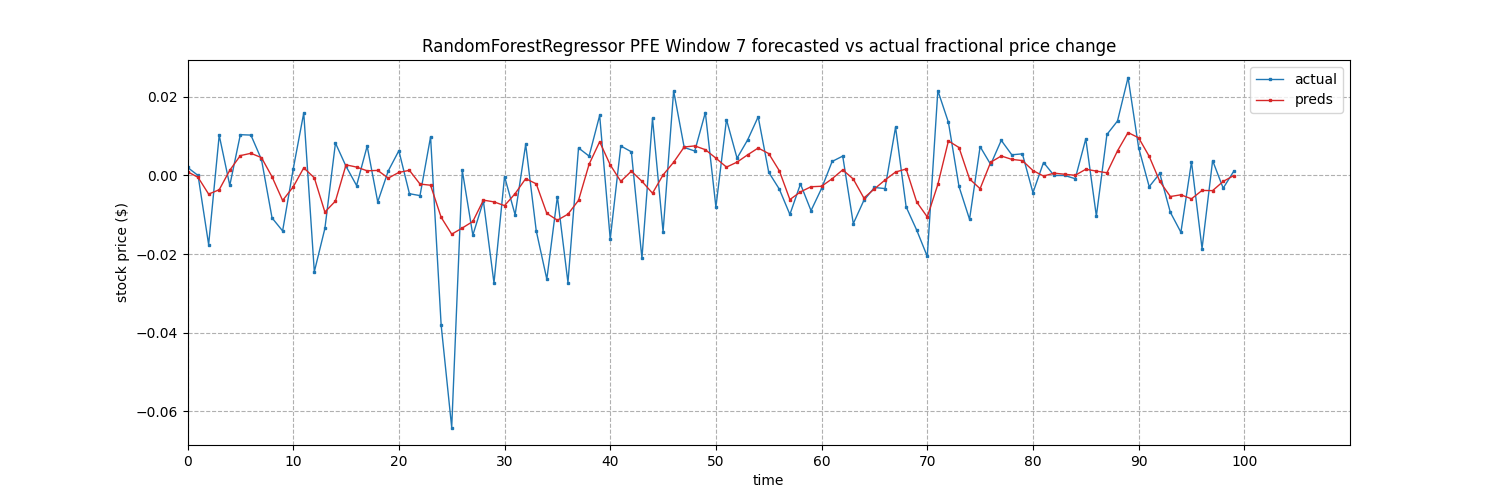 RandomForestRegressor PFE Window 7 forecasted vs actual fractional price change
actual
preds
stock price ($)
0.02
0.00
−0.02
−0.04
−0.06
0 10 20 30 40 50 60 70 80 90 100
time